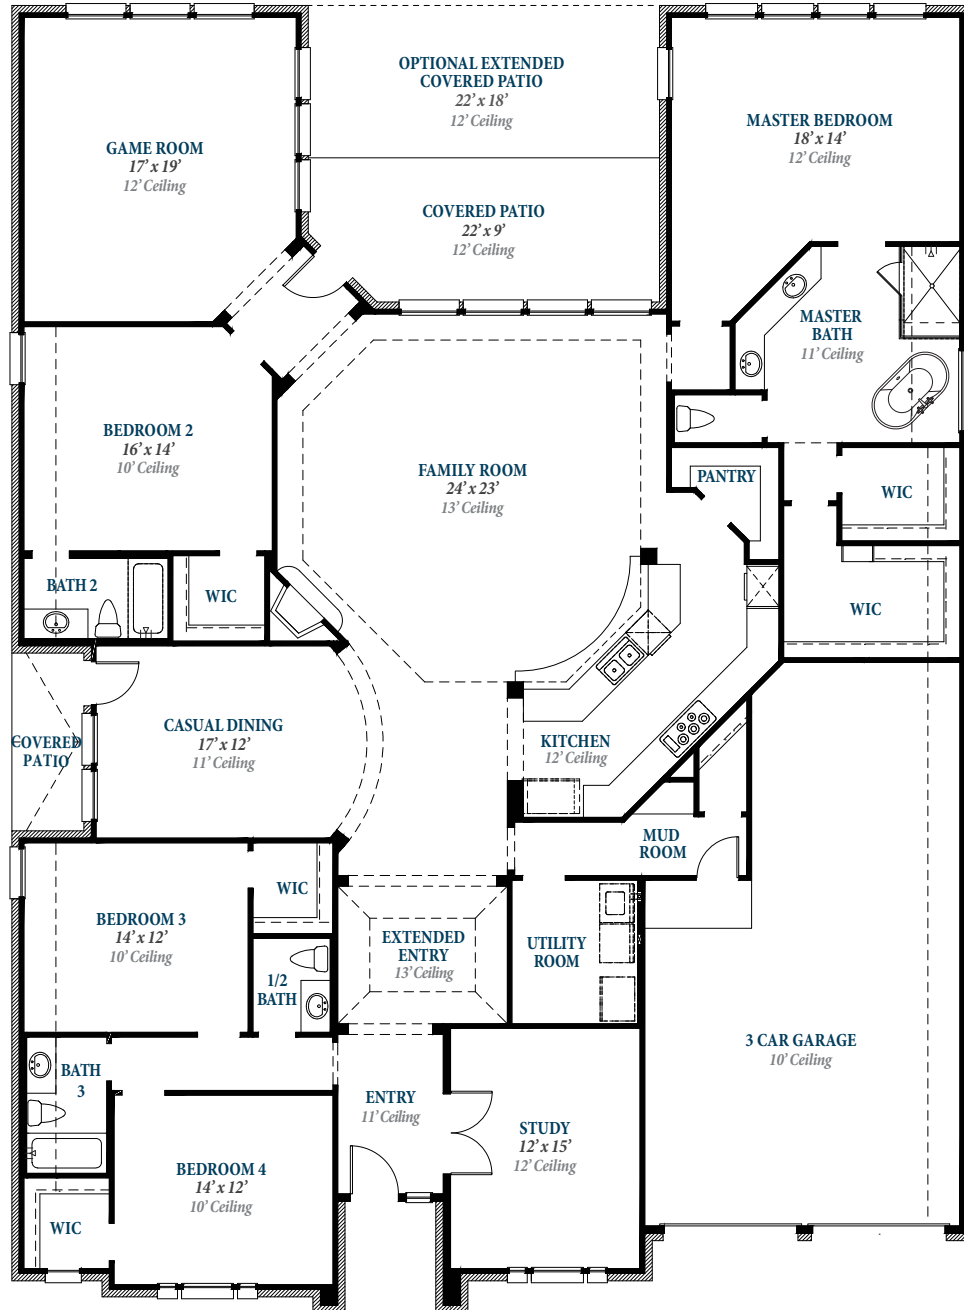 OPTIONAL EXTENDED
COVERED PATIO
22' x 18'
12' Ceiling
MASTER BEDROOM
18' x 14'
12' Ceiling
GAME ROOM
17' x 19'
12' Ceiling
COVERED PATIO
22' x 9'
12' Ceiling
MASTER
BATH
11' Ceiling
BEDROOM 2
16' x 14'
10' Ceiling
FAMILY ROOM
24' x 23'
13' Ceiling
PANTRY
WIC
BATH 2
WIC
WIC
CASUAL DINING
17' x 12'
11' Ceiling
COVERED
PATIO
KITCHEN
12' Ceiling
MUD
ROOM
WIC
BEDROOM 3
14' x 12'
10' Ceiling
EXTENDED
ENTRY
13' Ceiling
UTILITY
ROOM
1/2
BATH
3 CAR GARAGE
10' Ceiling
BATH
3
ENTRY
11' Ceiling
STUDY
12' x 15'
12' Ceiling
BEDROOM 4
14' x 12'
10' Ceiling
WIC